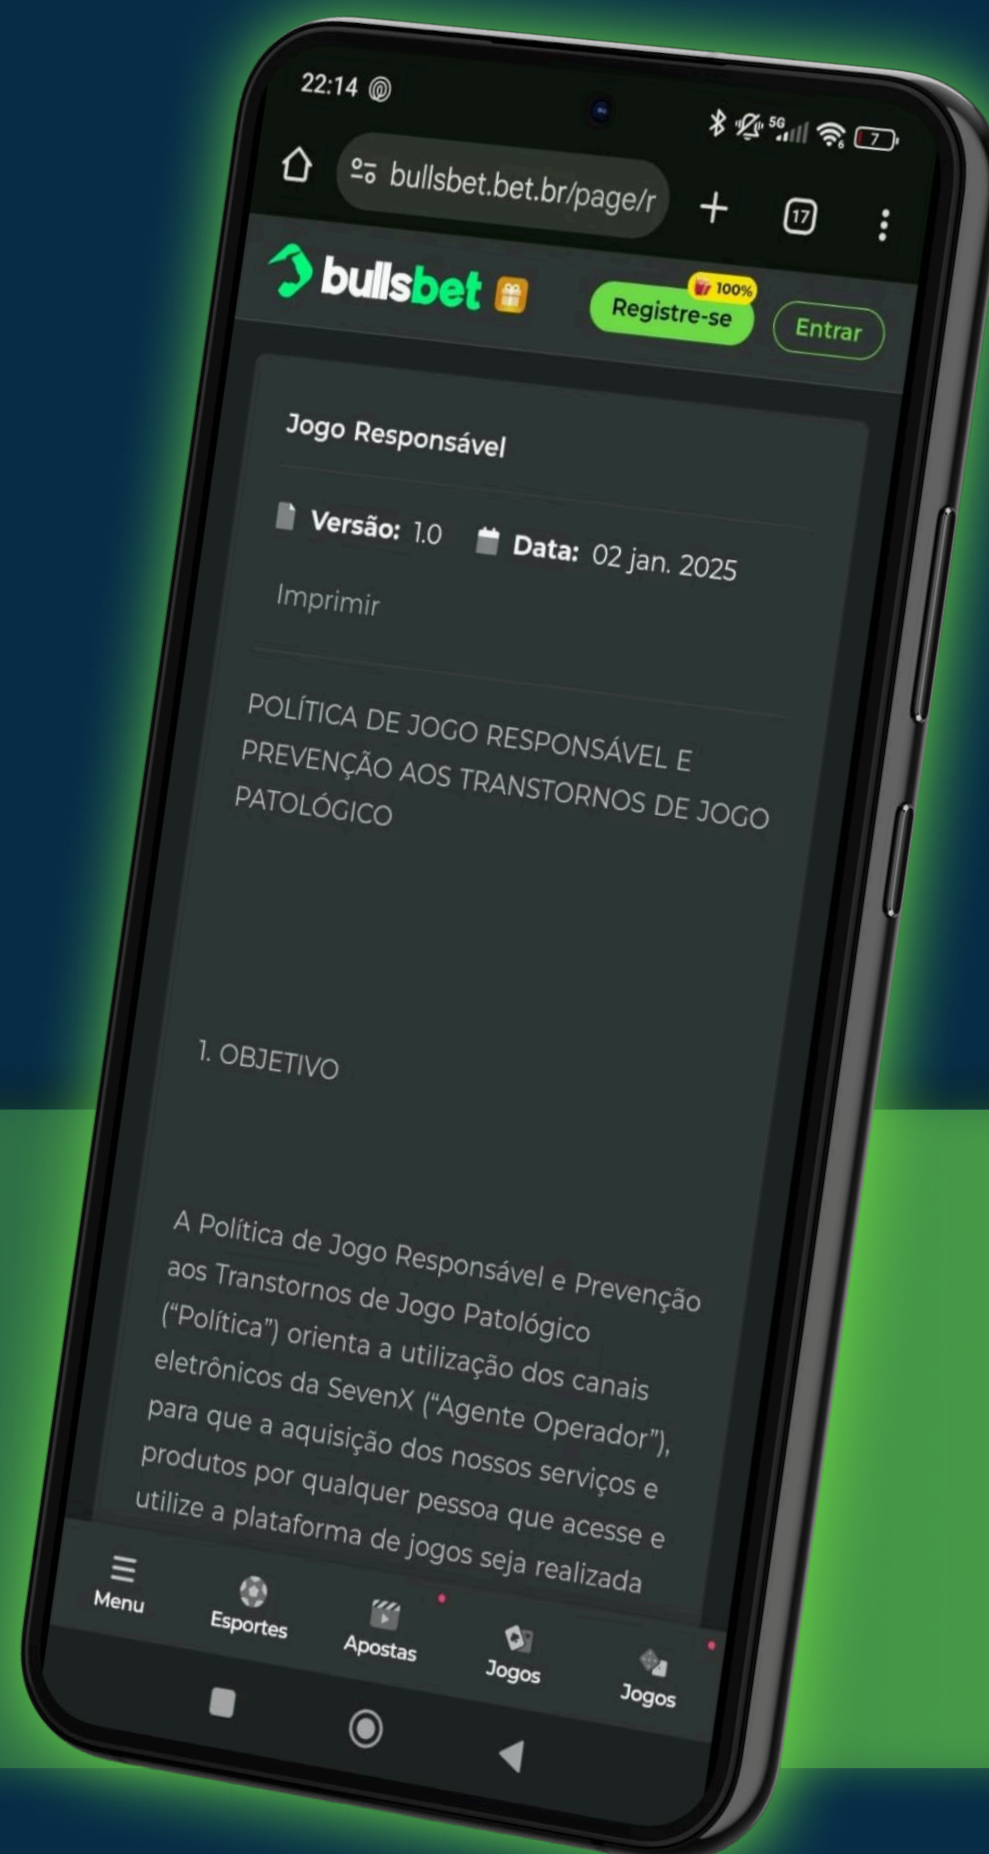 22:14
5G
6
7
bullsbet.bet.br/page/r
17
bullsbet
Registre-se
100%
Entrar
Jogo Responsável
Versão: 1.0 Data: 02 jan. 2025
Imprimir
POLÍTICA DE JOGO RESPONSÁVEL E
PREVENÇÃO AOS TRANSTORNOS DE JOGO
PATOLÓGICO
1. OBJETIVO
A Política de Jogo Responsável e Prevenção
aos Transtornos de Jogo Patológico
(“Política”) orienta a utilização dos canais
eletrônicos da SevenX (“Agente Operador”),
para que a aquisição dos nossos serviços e
produtos por qualquer pessoa que acesse e
utilize a plataforma de jogos seja realizada
Menu
Esportes
Apostas
Jogos
Jogos